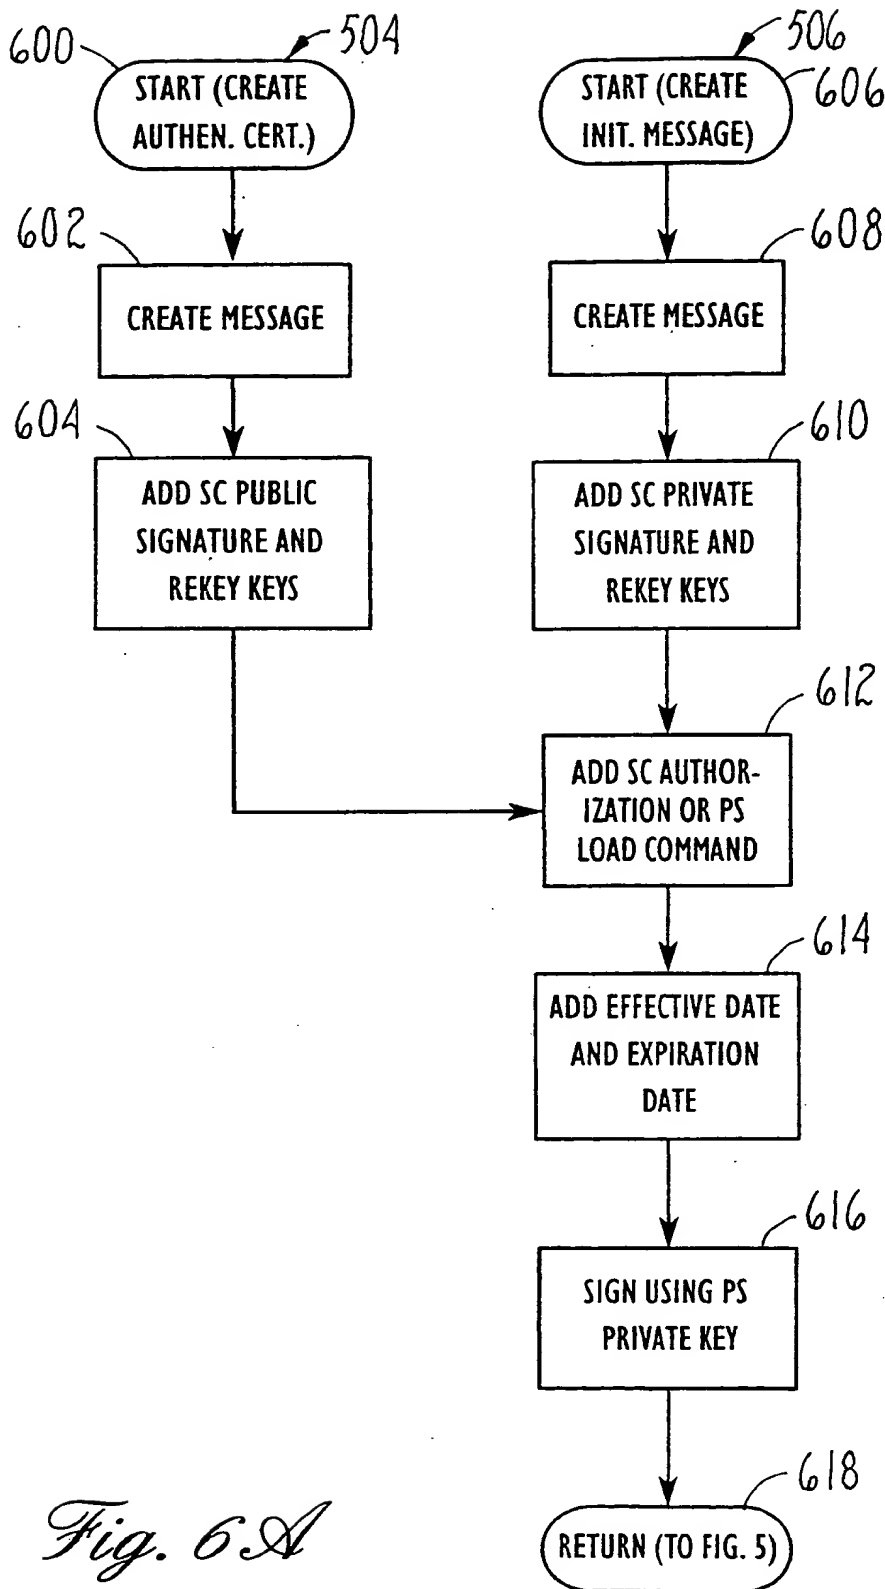 600
504
START (CREATE
AUTHEN. CERT.)
602
CREATE MESSAGE
604
ADD SC PUBLIC
SIGNATURE AND
REKEY KEYS
506
606
START (CREATE
INIT. MESSAGE)
608
CREATE MESSAGE
610
ADD SC PRIVATE
SIGNATURE AND
REKEY KEYS
612
ADD SC AUTHOR-
IZATION OR PS
LOAD COMMAND
614
ADD EFFECTIVE DATE
AND EXPIRATION
DATE
616
SIGN USING PS
PRIVATE KEY
618
RETURN (TO FIG. 5)
Fig. 6A